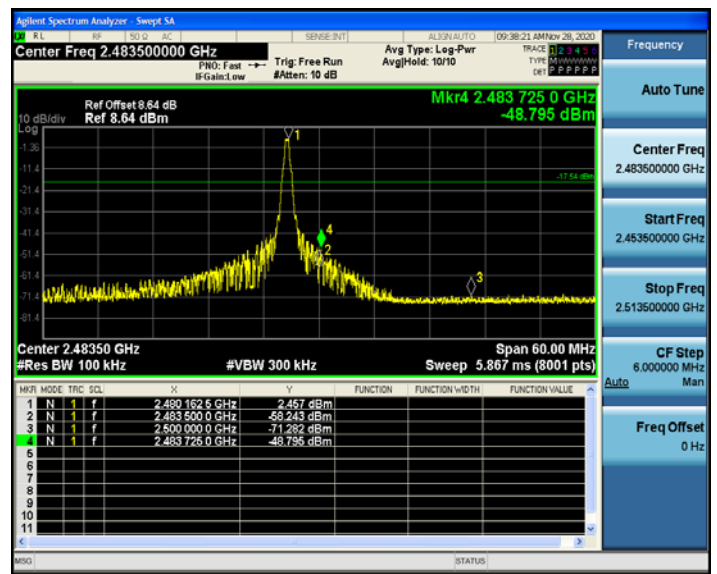 Agilent Spectrum Analyzer - Swept SA
RL RF 50 Ω AC SENSE:INT ALIGN AUTO 09:38:21 AM Nov 28, 2020
Center Freq 2.483500000 GHz
PNO: Fast
IFGain:Low
Trig: Free Run
#Atten: 10 dB
Avg Type: Log-Pwr
Avg|Hold: 10/10
TRACE 1 2 3 4 5 6
TYPE M
DET P P P P P P
Ref Offset 8.64 dB
10 dB/div Ref 8.64 dBm
Log
Mkr4 2.483 725 0 GHz
-48.795 dBm
1
-1.36
-11.4
-17.54 dBm
-21.4
-31.4
-41.4
4
-51.4
2
-61.4
3
-71.4
-81.4
Center 2.48350 GHz Span 60.00 MHz
#Res BW 100 kHz #VBW 300 kHz Sweep 5.867 ms (8001 pts)
MKR MODE TRC SCL X Y FUNCTION FUNCTION WIDTH FUNCTION VALUE
1 N 1 f 2.480 162 5 GHz 2.457 dBm
2 N 1 f 2.483 500 0 GHz -58.243 dBm
3 N 1 f 2.500 000 0 GHz -71.282 dBm
4 N 1 f 2.483 725 0 GHz -48.795 dBm
5
6
7
8
9
10
11
MSG STATUS
Frequency
Auto Tune
Center Freq
2.483500000 GHz
Start Freq
2.453500000 GHz
Stop Freq
2.513500000 GHz
CF Step
6.000000 MHz
Auto Man
Freq Offset
0 Hz